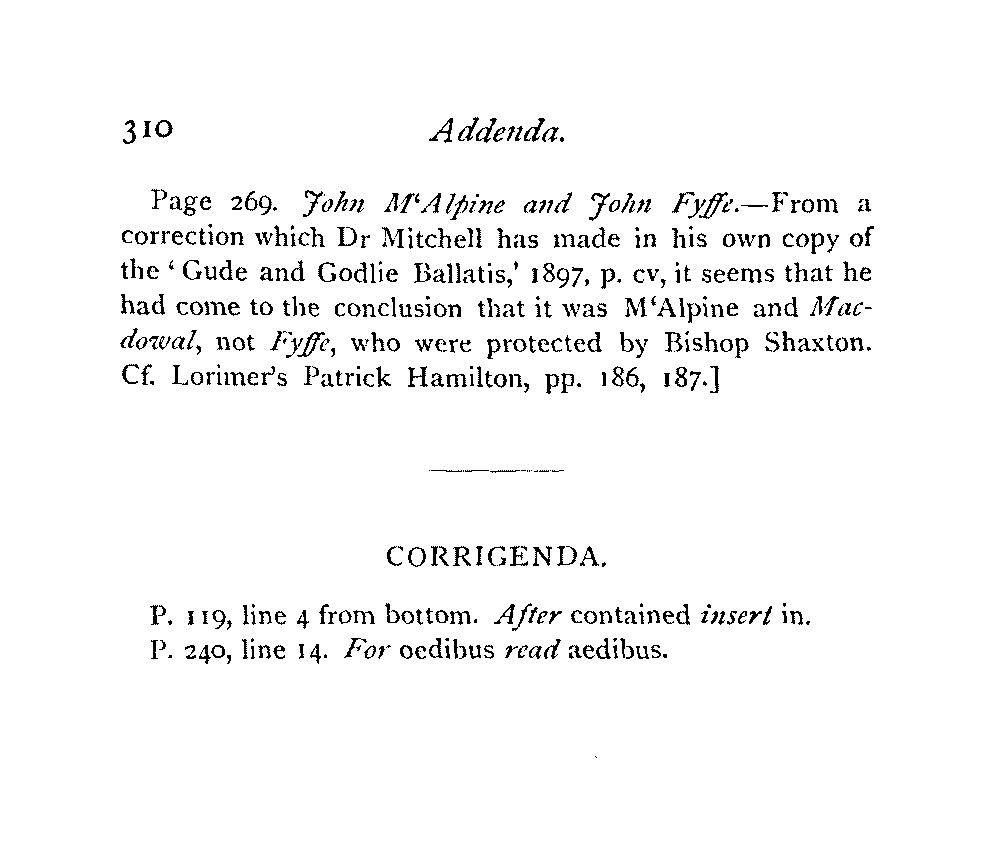 310 Addenda.
Page 269. John M‘Alpine and John Fyffe.—From a
correction which Dr Mitchell has made in his own copy of
the ‘Gude and Godlie Ballatis,’ 1897, p. cv, it seems that he
had come to the conclusion that it was M‘Alpine and Mac-
dowal, not Fyffe, who were protected by Bishop Shaxton.
Cf. Lorimer’s Patrick Hamilton, pp. 186, 187.]
CORRIGENDA.
P. 119, line 4 from bottom. After contained insert in.
P. 240, line 14. For oedibus read aedibus.